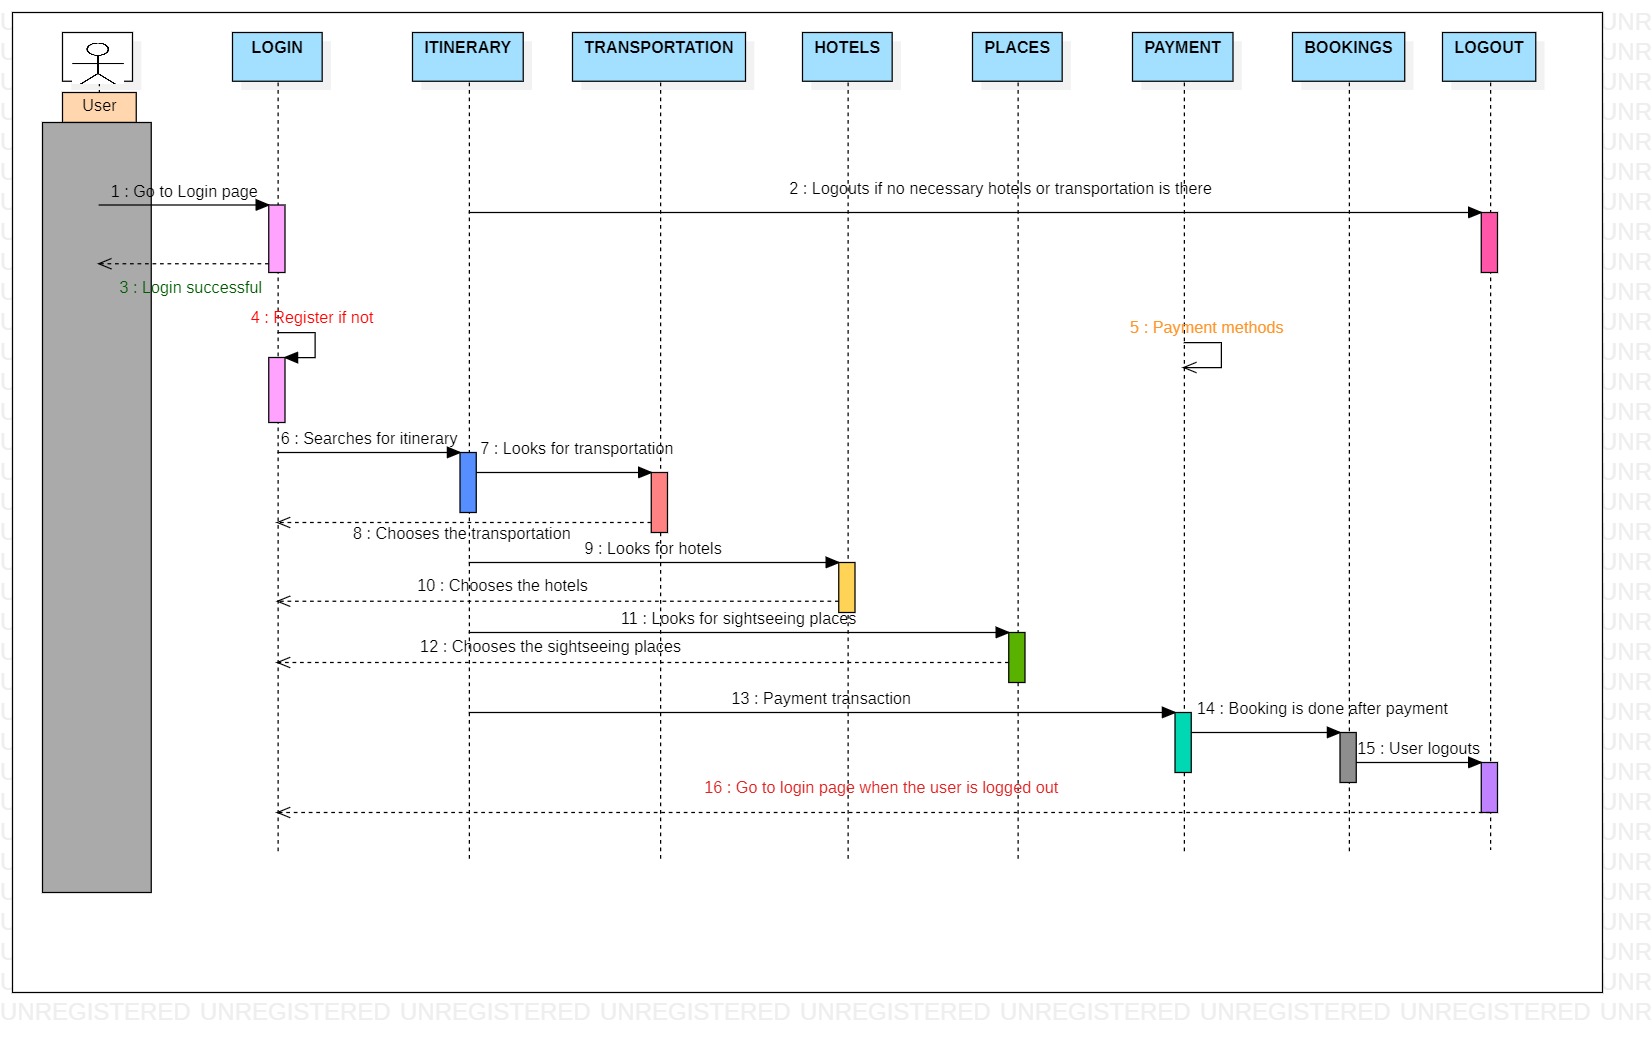 LOGIN
ITINERARY
TRANSPORTATION
HOTELS
PLACES
PAYMENT
BOOKINGS
LOGOUT
User
1 : Go to Login page
2 : Logouts if no necessary hotels or transportation is there
3 : Login successful
4 : Register if not
5 : Payment methods
6 : Searches for itinerary
7 : Looks for transportation
8 : Chooses the transportation
9 : Looks for hotels
10 : Chooses the hotels
11 : Looks for sightseeing places
12 : Chooses the sightseeing places
13 : Payment transaction
14 : Booking is done after payment
15 : User logouts
16 : Go to login page when the user is logged out
UNREGISTERED UNREGISTERED UNREGISTERED UNREGISTERED UNREGISTERED UNREGISTERED UNREGISTERED UNREGISTERED UNR